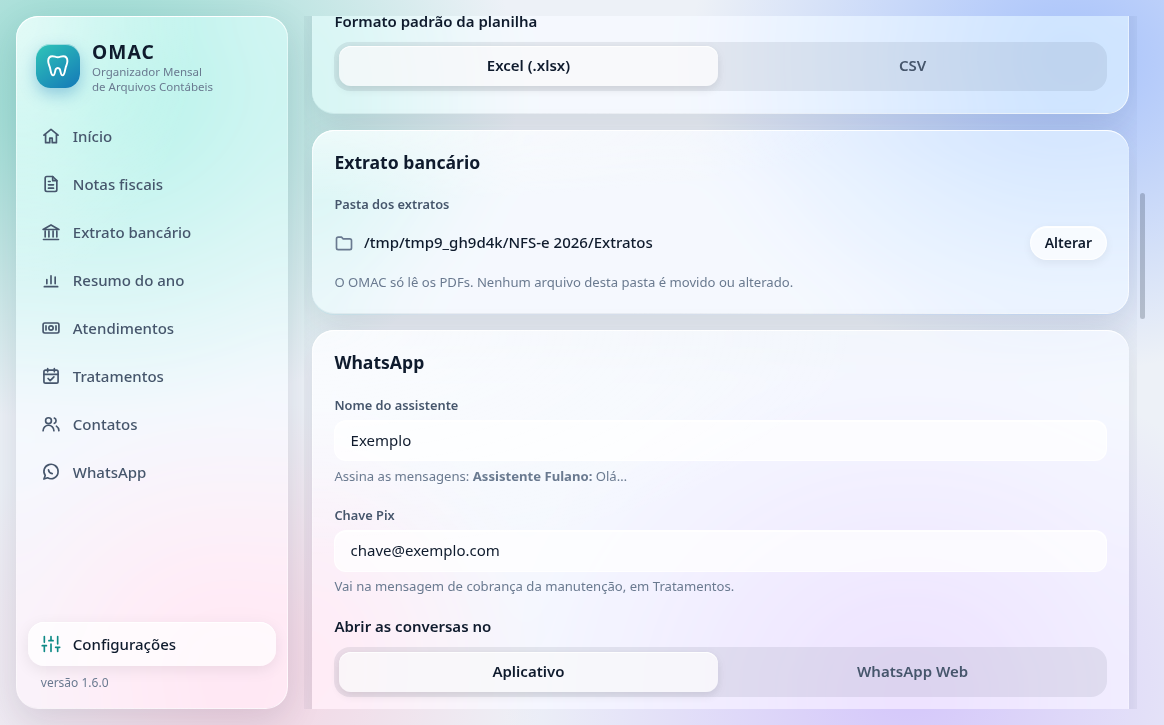 OMAC
Organizador Mensal
de Arquivos Contábeis
Início
Notas fiscais
Extrato bancário
Resumo do ano
Atendimentos
Tratamentos
Contatos
WhatsApp
Configurações
versão 1.6.0
Formato padrão da planilha
Excel (.xlsx)
CSV
Extrato bancário
Pasta dos extratos
/tmp/tmp9_gh9d4k/NFS-e 2026/Extratos
Alterar
O OMAC só lê os PDFs. Nenhum arquivo desta pasta é movido ou alterado.
WhatsApp
Nome do assistente
Exemplo
Assina as mensagens: Assistente Fulano: Olá…
Chave Pix
chave@exemplo.com
Vai na mensagem de cobrança da manutenção, em Tratamentos.
Abrir as conversas no
Aplicativo
WhatsApp Web